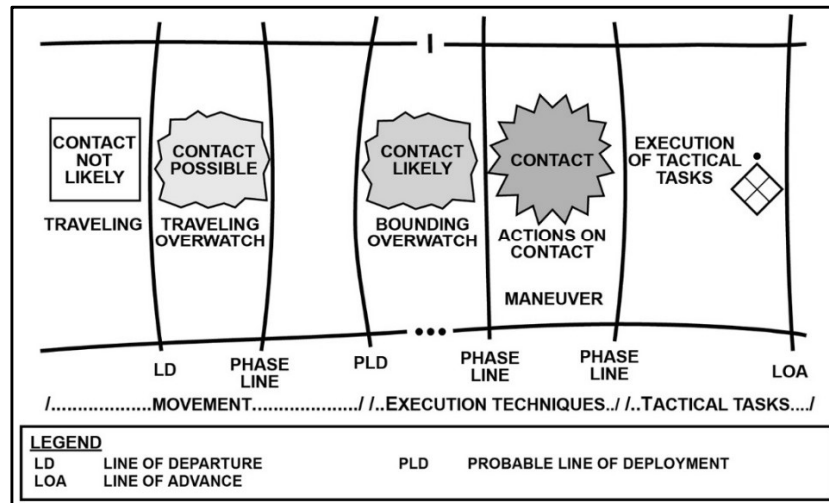 CONTACT
NOT
LIKELY
TRAVELING
CONTACT
POSSIBLE
TRAVELING
OVERWATCH
CONTACT
LIKELY
BOUNDING
OVERWATCH
CONTACT
ACTIONS ON
CONTACT
MANEUVER
EXECUTION
OF TACTICAL
TASKS
LD
PHASE
LINE
PLD
PHASE
LINE
PHASE
LINE
LOA
/..................MOVEMENT...................../ /..EXECUTION TECHNIQUES../ /..TACTICAL TASKS..../
LEGEND
LD LINE OF DEPARTURE PLD PROBABLE LINE OF DEPLOYMENT
LOA LINE OF ADVANCE